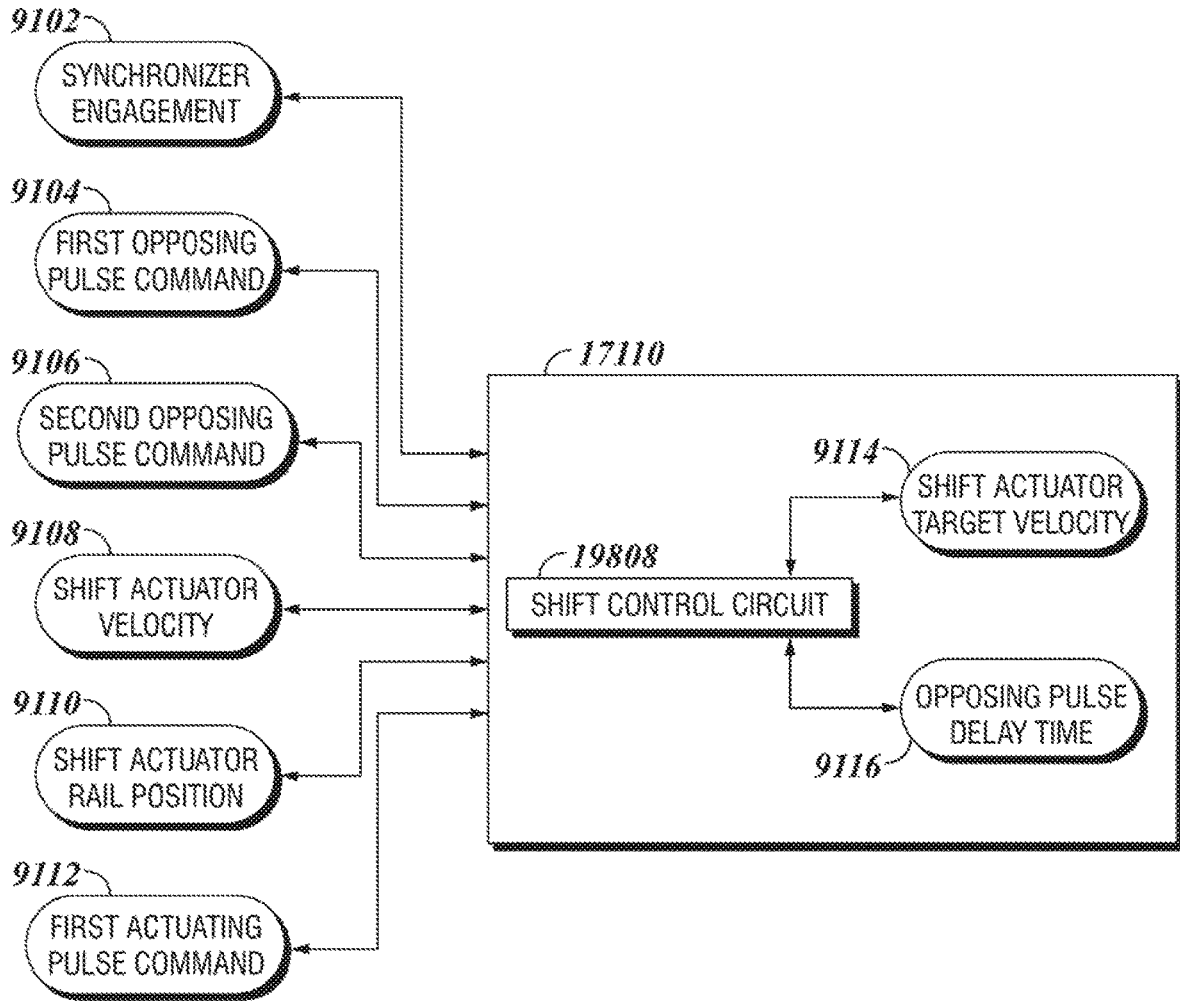 9102
SYNCHRONIZER
ENGAGEMENT
9104
FIRST OPPOSING
PULSE COMMAND
9106
SECOND OPPOSING
PULSE COMMAND
9108
SHIFT ACTUATOR
VELOCITY
9110
SHIFT ACTUATOR
RAIL POSITION
9112
FIRST ACTUATING
PULSE COMMAND
17110
19808
SHIFT CONTROL CIRCUIT
9114
SHIFT ACTUATOR
TARGET VELOCITY
OPPOSING PULSE
DELAY TIME
9116